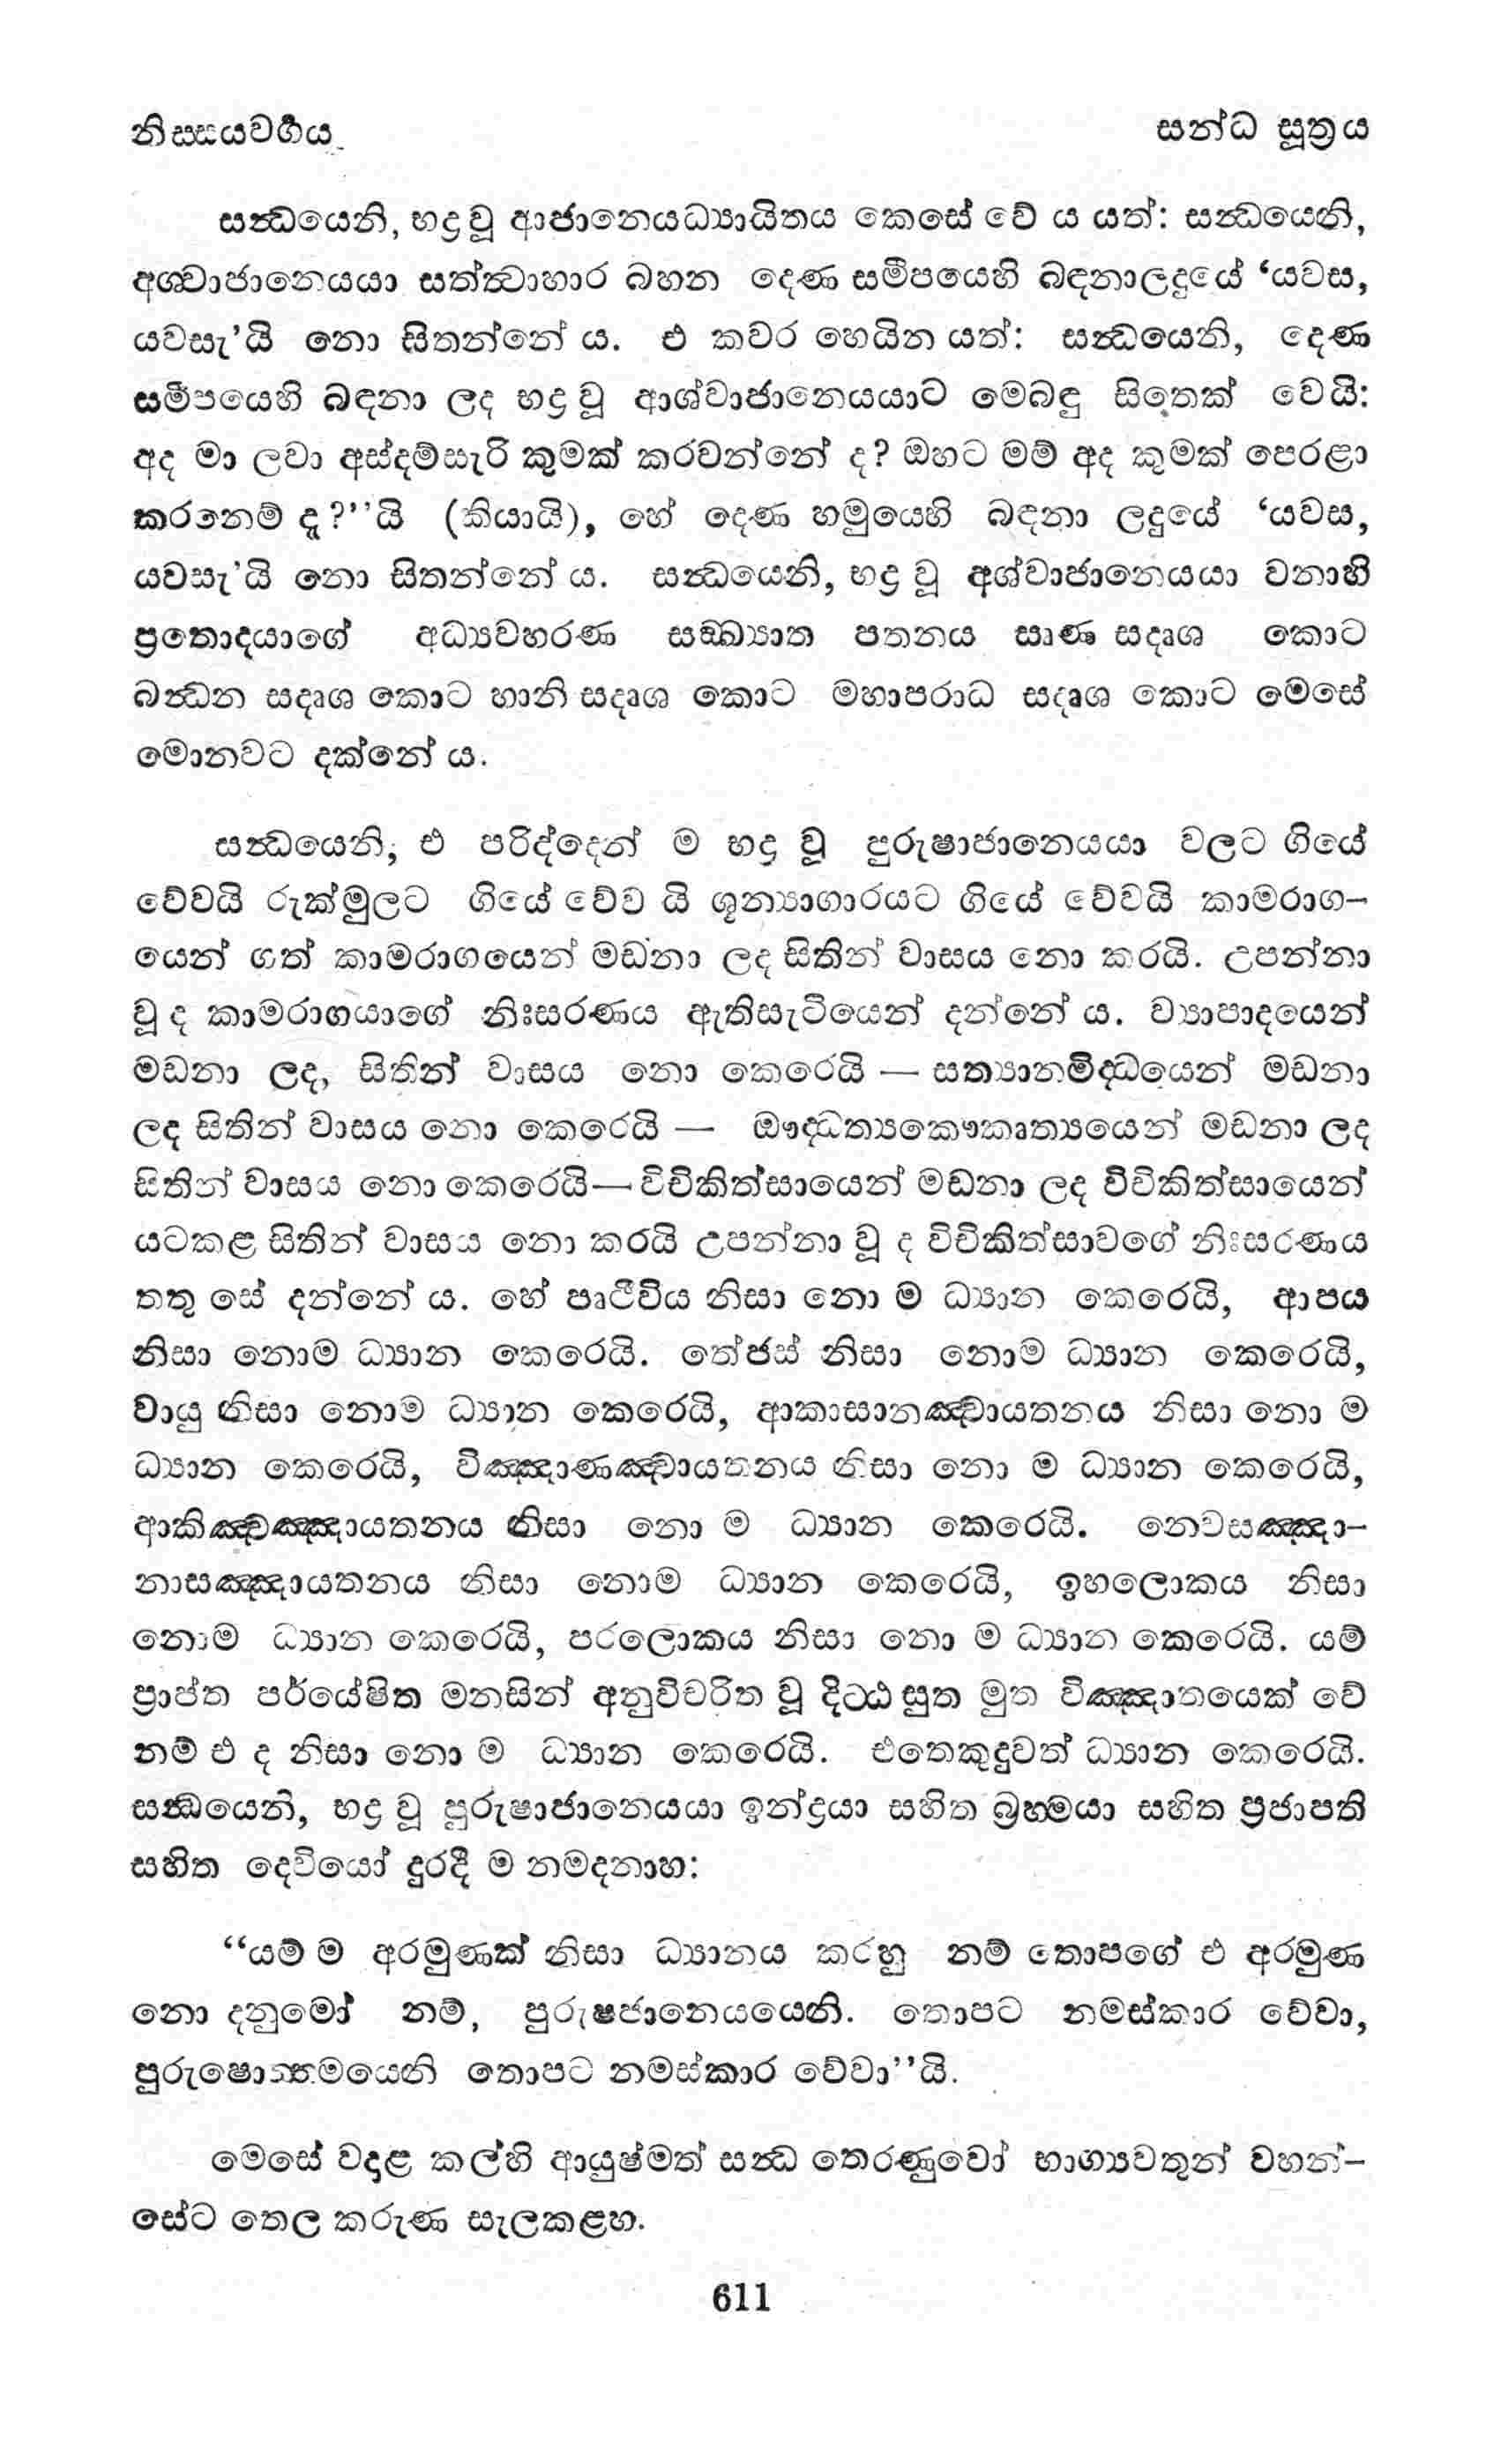 නිස්සයවර්‍ගය
සන්ධ සූත්‍රය
සන්‍ධයෙනි, භද්‍ර වූ ආජානෙයධ්‍යායිතය කෙසේ වේ ය යත්: සන්‍ධයෙනි,
අශ්‍වාජානෙයයා සත්ත්‍වාහාර බහන දෙණ සමීපයෙහි බඳනාලදුයේ ‘යවස,
යවසැ’යි නො සිතන්නේ ය. එ කවර හෙයින යත්: සන්‍ධයෙනි, දෙණ
සමීපයෙහි බඳනා ලද භද්‍ර වූ ආශ්වාජානෙයයාට මෙබඳු සිතෙක් වෙයි:
අද මා ලවා අස්දම්සැරි කුමක් කරවන්නේ ද? ඔහට මම් අද කුමක් පෙරළා
කරනෙම් දූ?’’යි (කියායි), හේ දෙණ හමුයෙහි බඳනා ලදුයේ ‘යවස,
යවසැ’යි නො සිතන්නේ ය. සන්‍ධයෙනි, භද්‍ර වූ අශ්වාජානෙයයා වනාහි
ප්‍රතොදයාගේ අධ්‍යවහරණ සඞ්ඛ්‍යාත පතනය සෘණ සදෘශ කොට
බන්‍ධන සදෘශ කොට හානි සදෘශ කොට මහාපරාධ සදෘශ කොට මෙසේ
මොනවට දක්නේ ය.
සන්‍ධයෙනි, එ පරිද්දෙන් ම භද්‍ර වූ පුරුෂාජානෙයයා වලට ගියේ
වේවයි රුක්මුලට ගියේ වේව යි ශූන්‍යාගාරයට ගියේ වේවයි කාමරාග-
යෙන් ගත් කාමරාගයෙන් මඩනා ලද සිතින් වාසය නො කරයි. උපන්නා
වූ ද කාමරාගයාගේ නිඃසරණය ඇතිසැටියෙන් දන්නේ ය. ව්‍යාපාදයෙන්
මඩනා ලද, සිතින් වාසය නො කෙරෙයි — සත්‍යානමිද්‍ධයෙන් මඩනා
ලද සිතින් වාසය නො කෙරෙයි — ඖද්‍ධත්‍යකෞකෘත්‍යයෙන් මඩනා ලද
සිතින් වාසය නො කෙරෙයි—විචිකිත්සායෙන් මඩනා ලද විචිකිත්සායෙන්
යටකළ සිතින් වාසය නො කරයි උපන්නා වූ ද විචිකිත්සාවගේ නිඃසරණය
තතු සේ දන්නේ ය. හේ පෘථිවිය නිසා නො ම ධ්‍යාන කෙරෙයි, ආපය
නිසා නොම ධ්‍යාන කෙරෙයි. තේජස් නිසා නොම ධ්‍යාන කෙරෙයි,
වායු නිසා නොම ධ්‍යාන කෙරෙයි, ආකාසානඤ්චායතනය නිසා නො ම
ධ්‍යාන කෙරෙයි, විඤ්ඤාණඤ්චායතනය නිසා නො ම ධ්‍යාන කෙරෙයි,
ආකිඤ්චඤ්ඤායතනය නිසා නො ම ධ්‍යාන කෙරෙයි. නෙවසඤ්ඤා-
නාසඤ්ඤායතනය නිසා නොම ධ්‍යාන කෙරෙයි, ඉහලොකය නිසා
නොම ධ්‍යාන කෙරෙයි, පරලොකය නිසා නො ම ධ්‍යාන කෙරෙයි. යම්
ප්‍රාප්ත පර්යේෂිත මනසින් අනුවිචරිත වූ දිට්ඨ සුත මුත විඤ්ඤාතයෙක් වේ
නම් එ ද නිසා නො ම ධ්‍යාන කෙරෙයි. එතෙකුදුවත් ධ්‍යාන කෙරෙයි.
සන්‍ධයෙනි, භද්‍ර වූ පුරුෂාජානෙයයා ඉන්ද්‍රයා සහිත බ්‍රහ්මයා සහිත ප්‍රජාපති
සහිත දෙවියෝ දුරදී ම නමදනාහ:
“යම් ම අරමුණක් නිසා ධ්‍යානය කරහු නම් තොපගේ එ අරමුණ
නො දනුමෝ නම්, පුරුෂජානෙයයෙනි. තොපට නමස්කාර වේවා,
පුරුෂොත්තමයෙනි තොපට නමස්කාර වේවා’’යි.
මෙසේ වදාළ කල්හි ආයුෂ්මත් සන්‍ධ තෙරණුවෝ භාග්‍යවතුන් වහන්-
සේට තෙල කරුණ සැලකළහ.
611